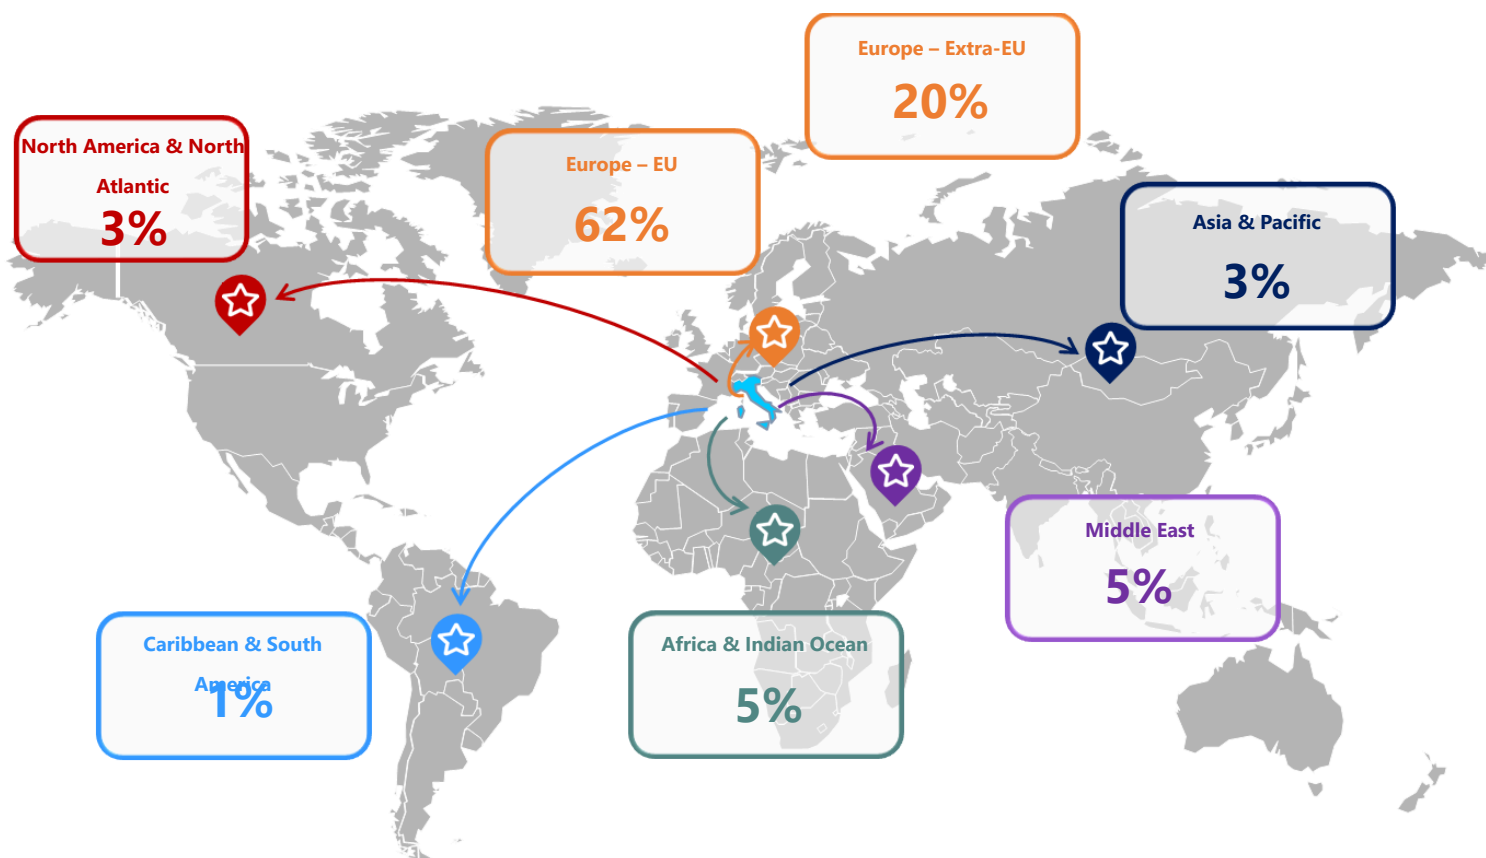 Europe – Extra-EU
20%
North America & North
Atlantic
3%
Europe – EU
62%
Asia & Pacific
3%
Middle East
5%
Caribbean & South
America
1%
Africa & Indian Ocean
5%